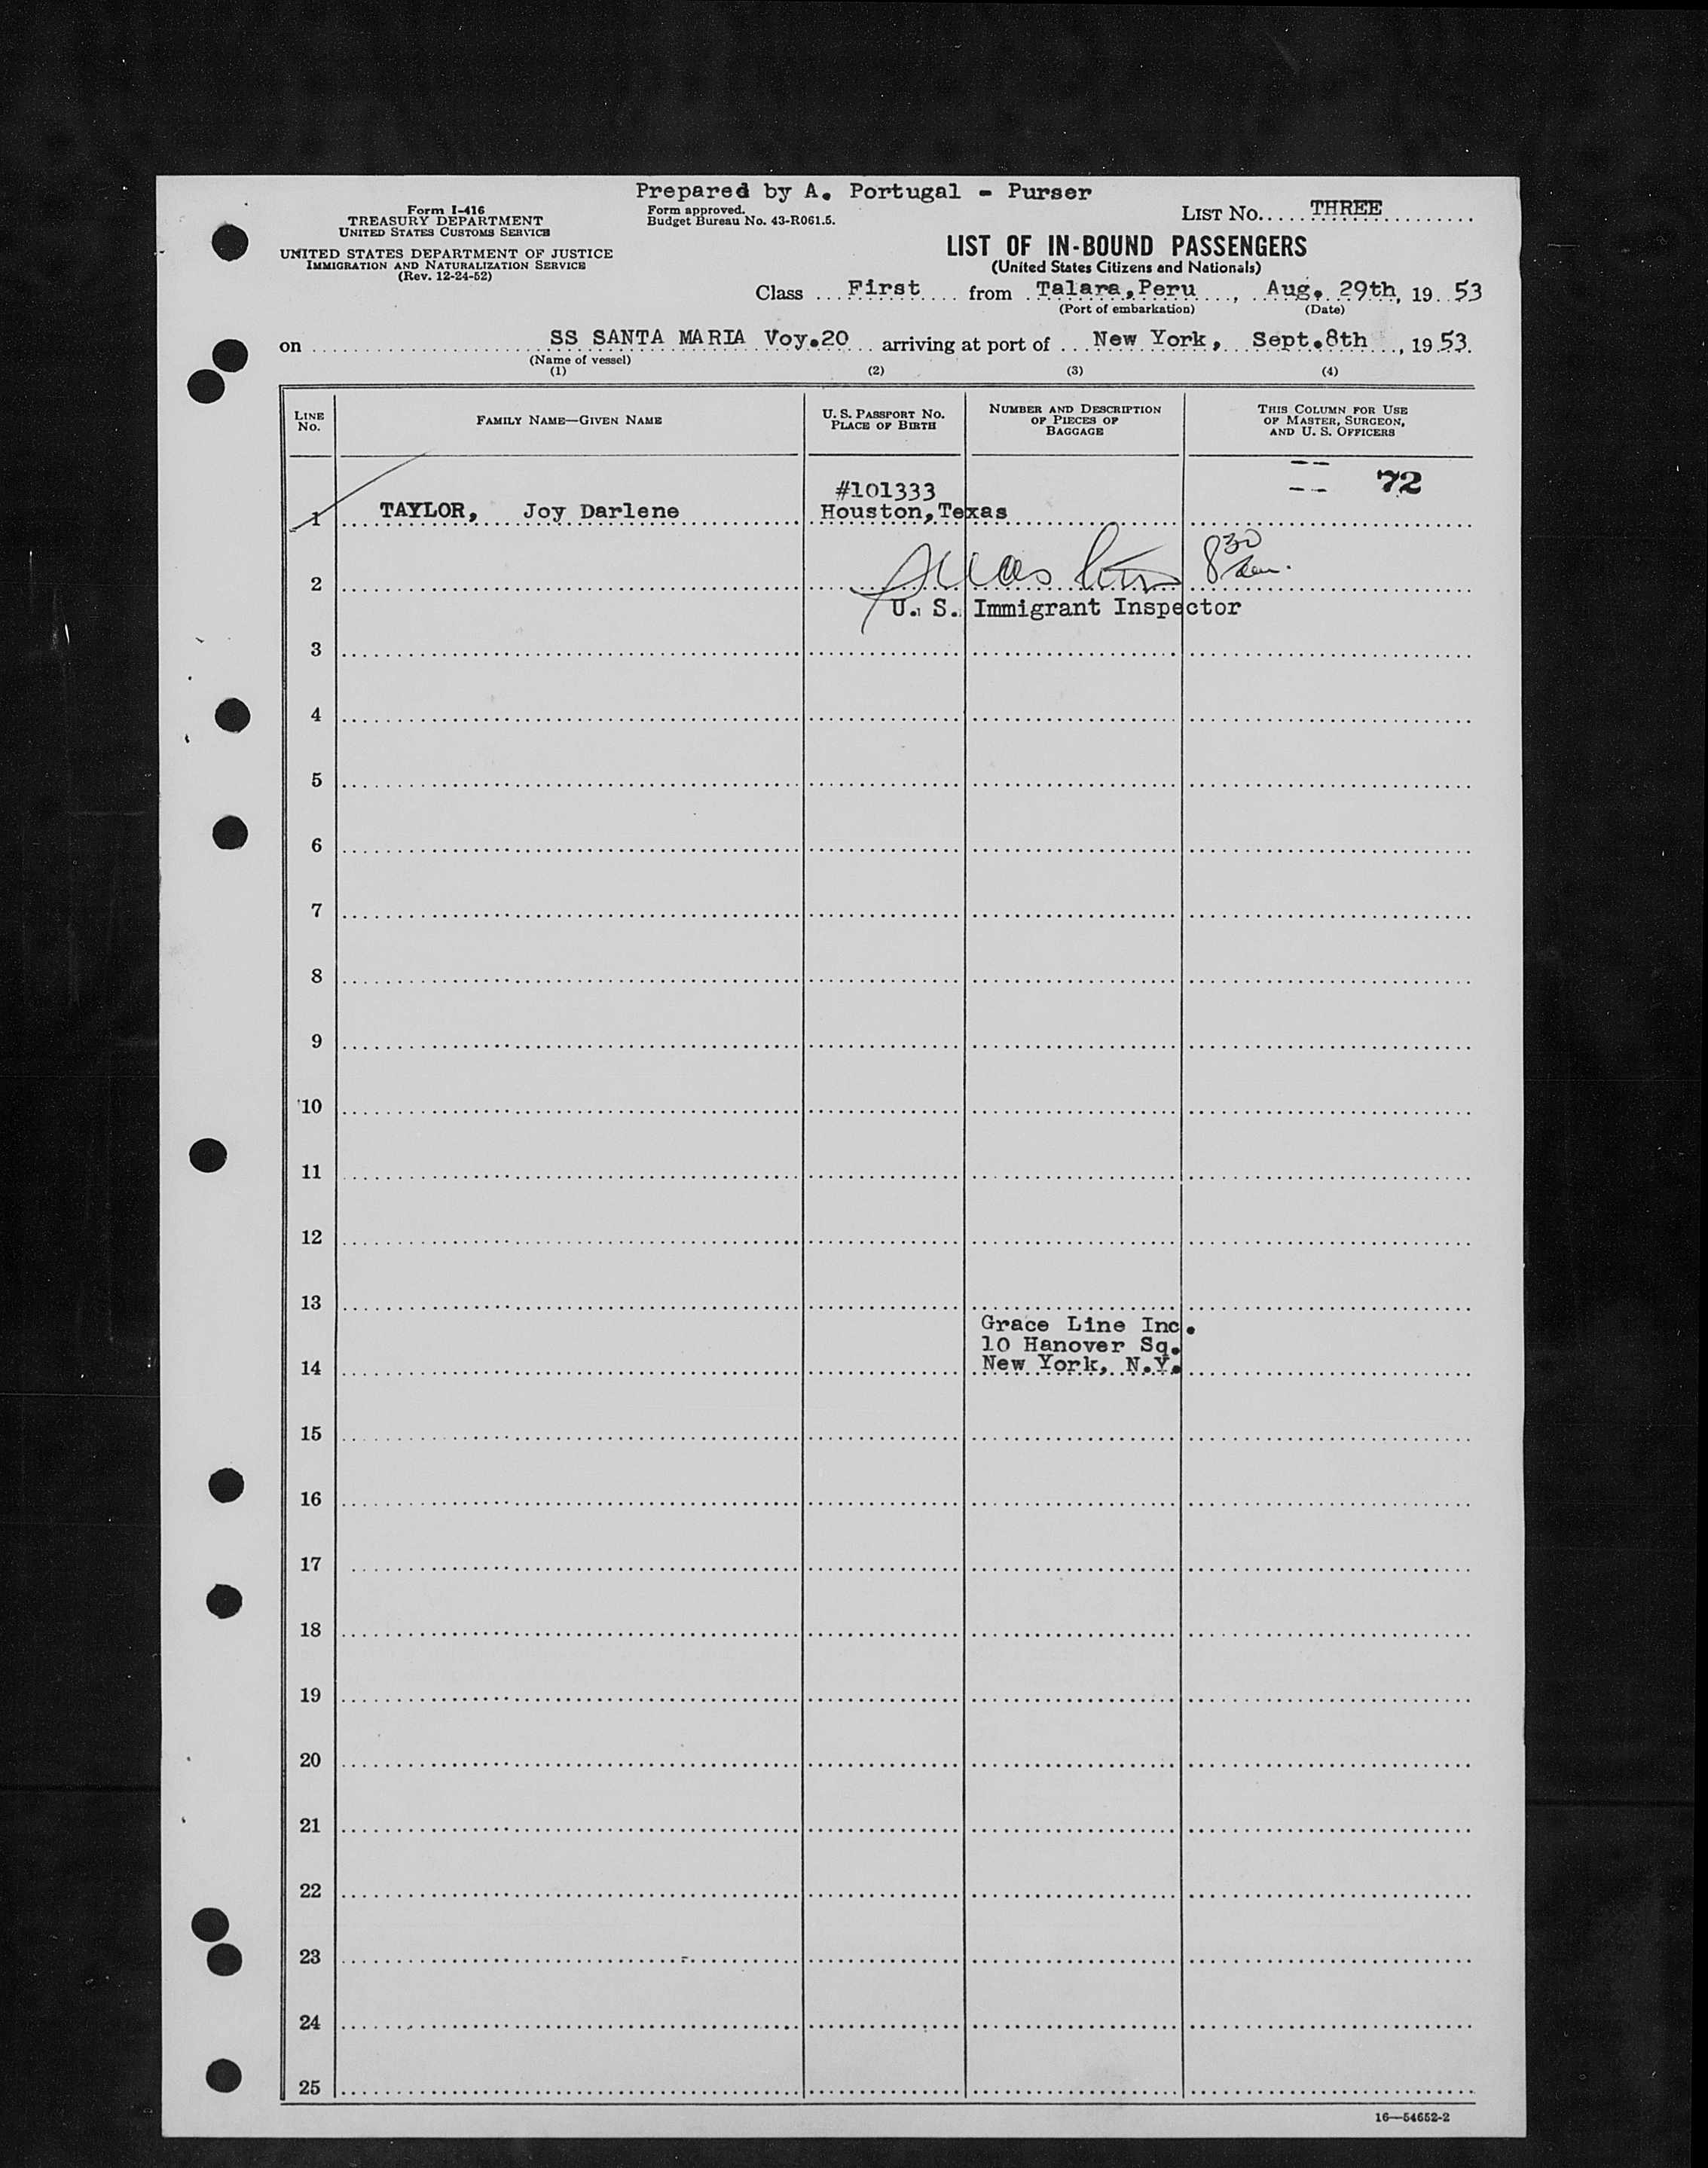 Prepared by A. Portugal - Purser
Form I-416
TREASURY DEPARTMENT
UNITED STATES CUSTOMS SERVICE
UNITED STATES DEPARTMENT OF JUSTICE
IMMIGRATION AND NATURALIZATION SERVICE
(Rev. 12-24-52)
Form approved.
Budget Bureau No. 43-R061.5.
LIST No. THREE
LIST OF IN-BOUND PASSENGERS
(United States Citizens and Nationals)
Class First from Talara, Peru, Aug. 29th, 19 53
(Port of embarkation) (Date)
on SS SANTA MARIA Voy.20 arriving at port of New York, Sept.8th, 19 53.
(Name of vessel)
(1) (2) (3) (4)
LINE No.
FAMILY NAME—GIVEN NAME
U. S. PASSPORT No.
PLACE OF BIRTH
NUMBER AND DESCRIPTION
OF PIECES OF
BAGGAGE
THIS COLUMN FOR USE
OF MASTER, SURGEON,
AND U. S. OFFICERS
72
#101333
1 TAYLOR, Joy Darlene Houston, Texas
8 30
2
U. S. Immigrant Inspector
3
4
5
6
7
8
9
10
11
12
13
Grace Line Inc.
10 Hanover Sq.
14 New York, N.Y.
15
16
17
18
19
20
21
22
23
24
25
16—54652-2